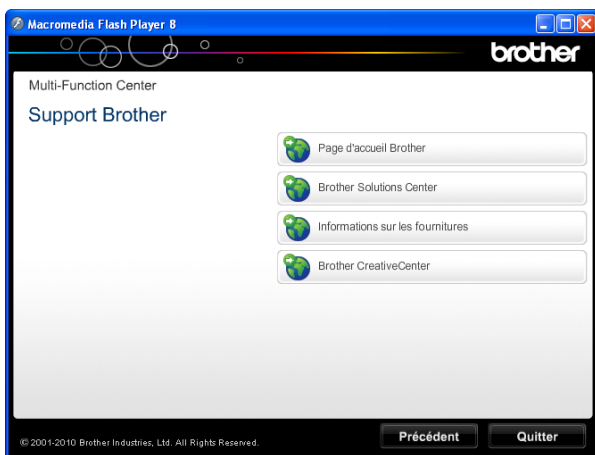 Macromedia Flash Player 8
brother
Multi-Function Center
Support Brother
Page d'accueil Brother
Brother Solutions Center
Informations sur les fournitures
Brother CreativeCenter
© 2001-2010 Brother Industries, Ltd. All Rights Reserved.
Précédent
Quitter